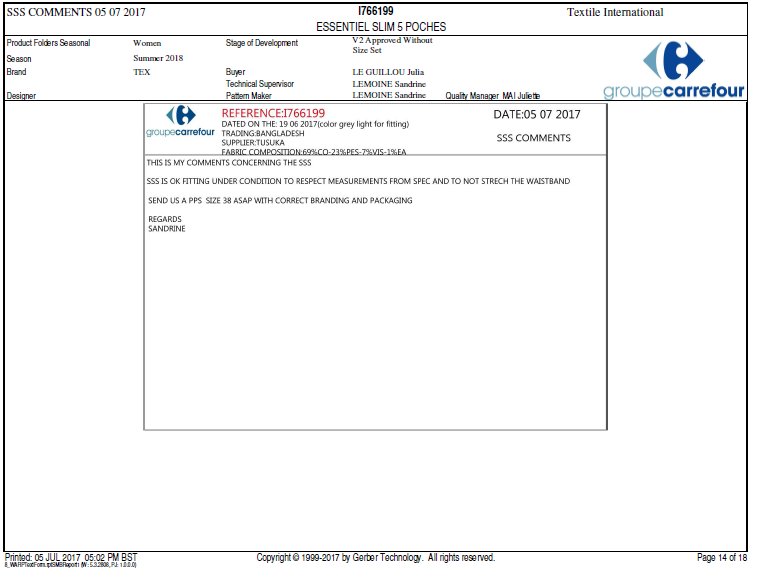 SSS COMMENTS 05 07 2017 I766199 Textile International
ESSENTIEL SLIM 5 POCHES
Product Folders Seasonal Women Stage of Development V2 Approved Without
Size Set
Season Summer 2018
Brand TEX Buyer LE GUILLOU Julia
Technical Supervisor LEMOINE Sandrine
Designer Pattern Maker LEMOINE Sandrine Quality Manager MAI Juliette
groupecarrefour
groupecarrefour
REFERENCE:I766199 DATE:05 07 2017
DATED ON THE: 19 06 2017(color grey light for fitting)
TRADING:BANGLADESH SSS COMMENTS
SUPPLIER:TUSUKA
FABRIC COMPOSITION:69%CO-23%PES-7%VIS-1%EA
THIS IS MY COMMENTS CONCERNING THE SSS
SSS IS OK FITTING UNDER CONDITION TO RESPECT MEASUREMENTS FROM SPEC AND TO NOT STRECH THE WAISTBAND
SEND US A PPS SIZE 38 ASAP WITH CORRECT BRANDING AND PACKAGING
REGARDS
SANDRINE
Printed: 05 JUL 2017 05:02 PM BST Copyright © 1999-2017 by Gerber Technology. All rights reserved. Page 14 of 18